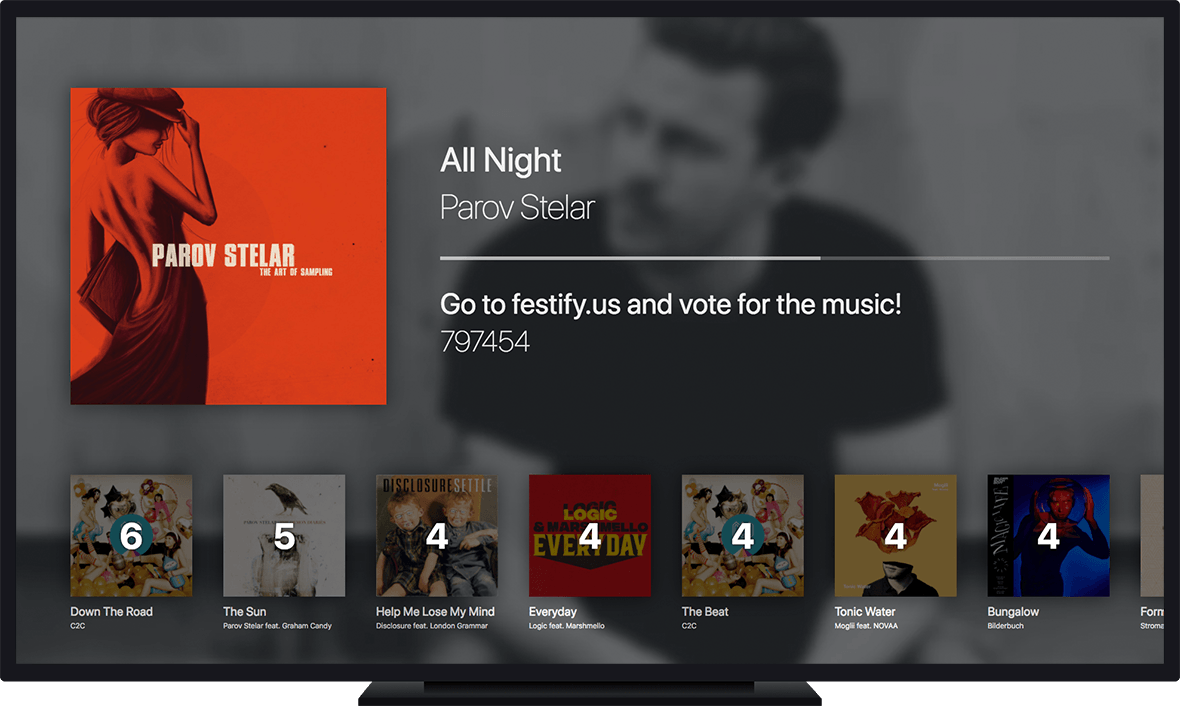 All Night
Parov Stelar
PAROV STELAR
THE ART OF SAMPLING
Go to festify.us and vote for the music!
797454
6
5
DISCLOSURE SETTLE
4
LOGIC
& MARSHMELLO
EVERYDAY
4
4
4
4
Down The Road
The Sun
Help Me Lose My Mind
Everyday
The Beat
Tonic Water
Bungalow
Form
C2C
Parov Stelar feat. Graham Candy
Disclosure feat. London Grammar
Logic feat. Marshmello
C2C
Moglii feat. NOVAA
Bilderbuch
Stroma